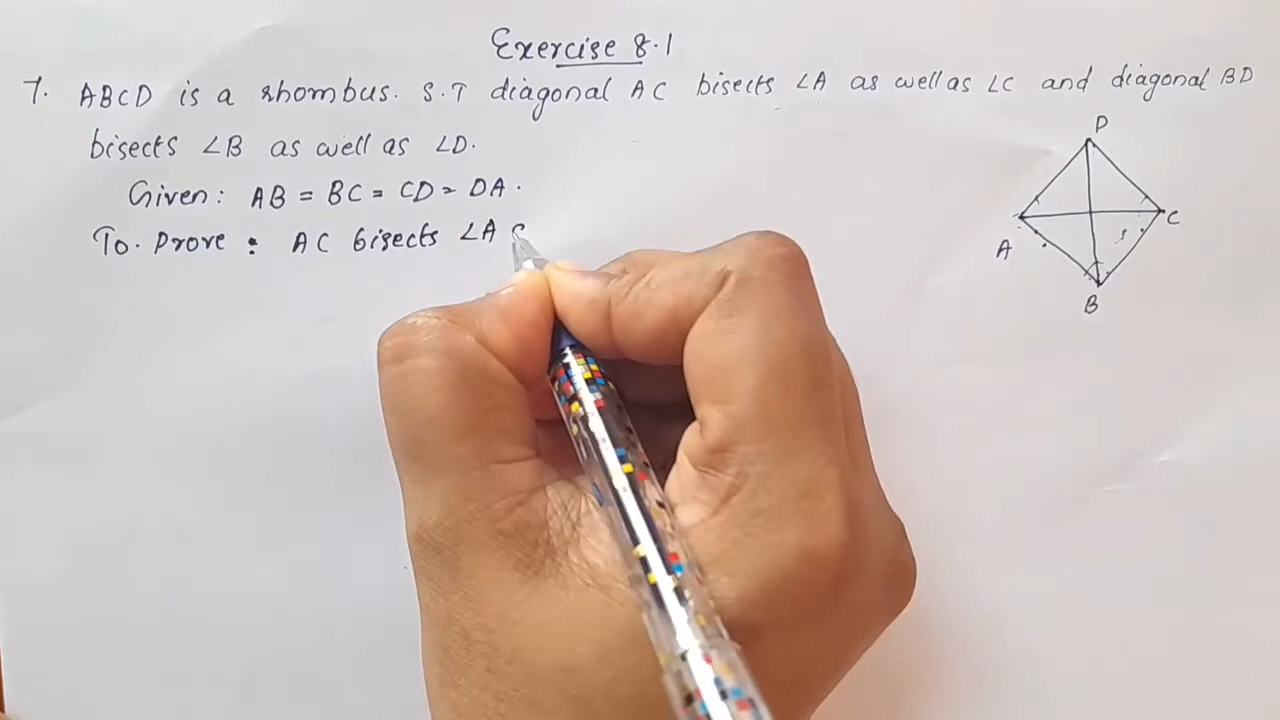 Exercise 8.1
7. ABCD is a rhombus. S.T diagonal AC bisects ∠A as well as ∠C and diagonal BD
bisects ∠B as well as ∠D.
Given: AB = BC = CD = DA.
To. Prove : AC bisects ∠A
D
A
C
B